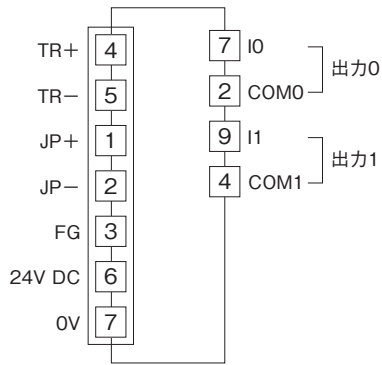 TR+ 4
TR− 5
JP+ 1
JP− 2
FG 3
24V DC 6
0V 7
7 I0
2 COM0
出力0
9 I1
4 COM1
出力1